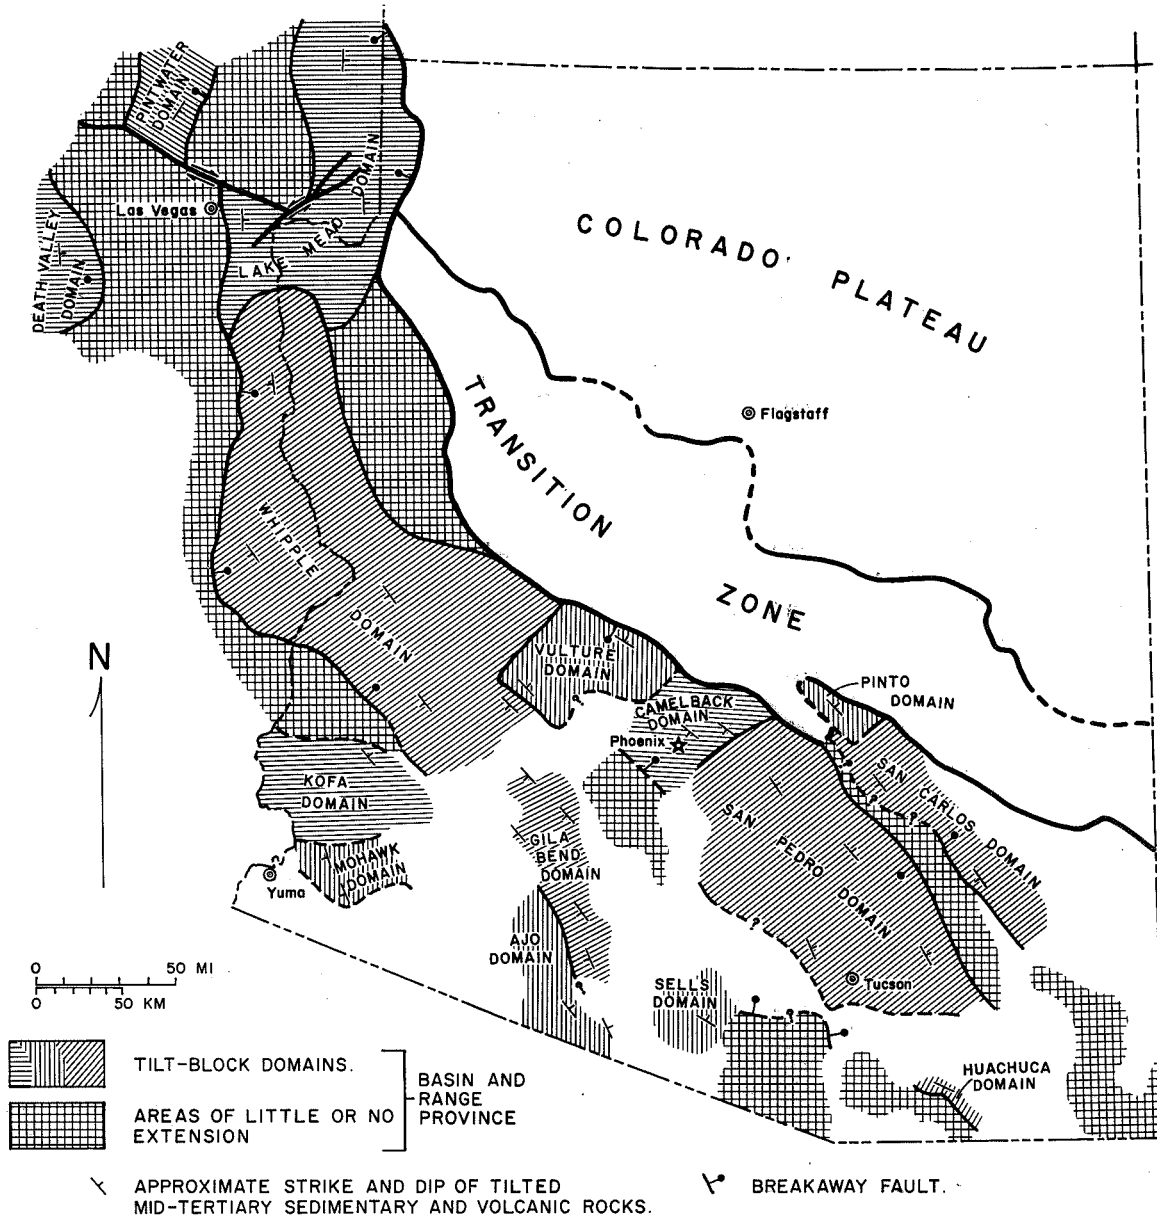 PINTWATER
DOMAIN
Las Vegas
DEATH VALLEY
DOMAIN
LAKE MEAD DOMAIN
COLORADO PLATEAU
Flagstaff
TRANSITION
ZONE
WHIPPLE
DOMAIN
N
VULTURE
DOMAIN
PINTO
DOMAIN
CAMELBACK
DOMAIN
Phoenix
SAN CARLOS DOMAIN
KOFA
DOMAIN
SAN PEDRO DOMAIN
GILA
BEND
DOMAIN
MOHAWK
DOMAIN
?
Yuma
?
?
?
AJO
DOMAIN
SELLS
DOMAIN
Tucson
?
0 50 MI
0 50 KM
HUACHUCA
DOMAIN
TILT-BLOCK DOMAINS.
AREAS OF LITTLE OR NO
EXTENSION
BASIN AND
RANGE
PROVINCE
APPROXIMATE STRIKE AND DIP OF TILTED
MID-TERTIARY SEDIMENTARY AND VOLCANIC ROCKS.
BREAKAWAY FAULT.